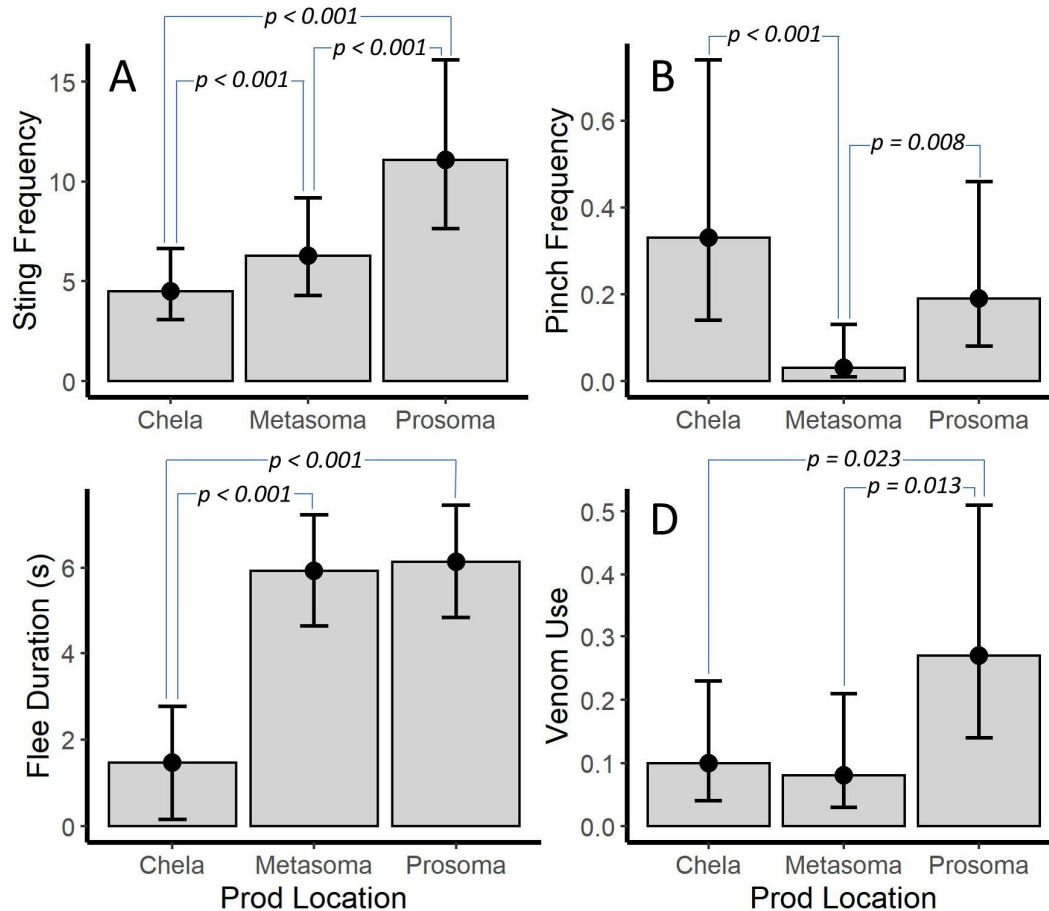 p < 0.001
p < 0.001
p < 0.001
A
Sting Frequency
15
10
5
0
Chela Metasoma Prosoma
p < 0.001
B
p = 0.008
Pinch Frequency
0.6
0.4
0.2
0.0
Chela Metasoma Prosoma
p < 0.001
p < 0.001
Flee Duration (s)
6
4
2
0
Chela Metasoma Prosoma
Prod Location
p = 0.023
p = 0.013
D
Venom Use
0.5
0.4
0.3
0.2
0.1
0.0
Chela Metasoma Prosoma
Prod Location